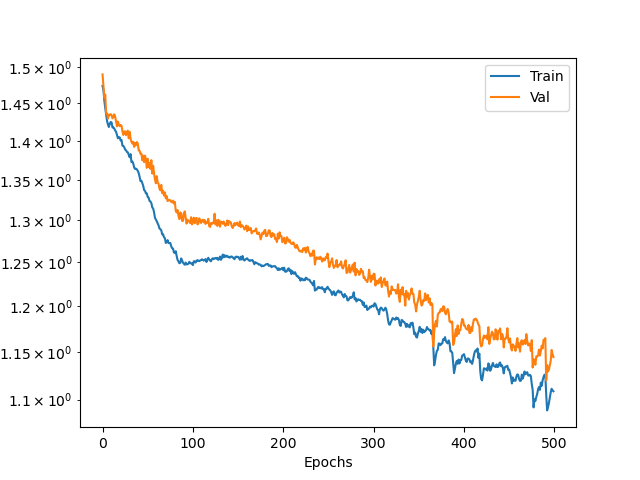 1.5 × 10⁰
1.45 × 10⁰
1.4 × 10⁰
1.35 × 10⁰
1.3 × 10⁰
1.25 × 10⁰
1.2 × 10⁰
1.15 × 10⁰
1.1 × 10⁰
Train
Val
0 100 200 300 400 500
Epochs